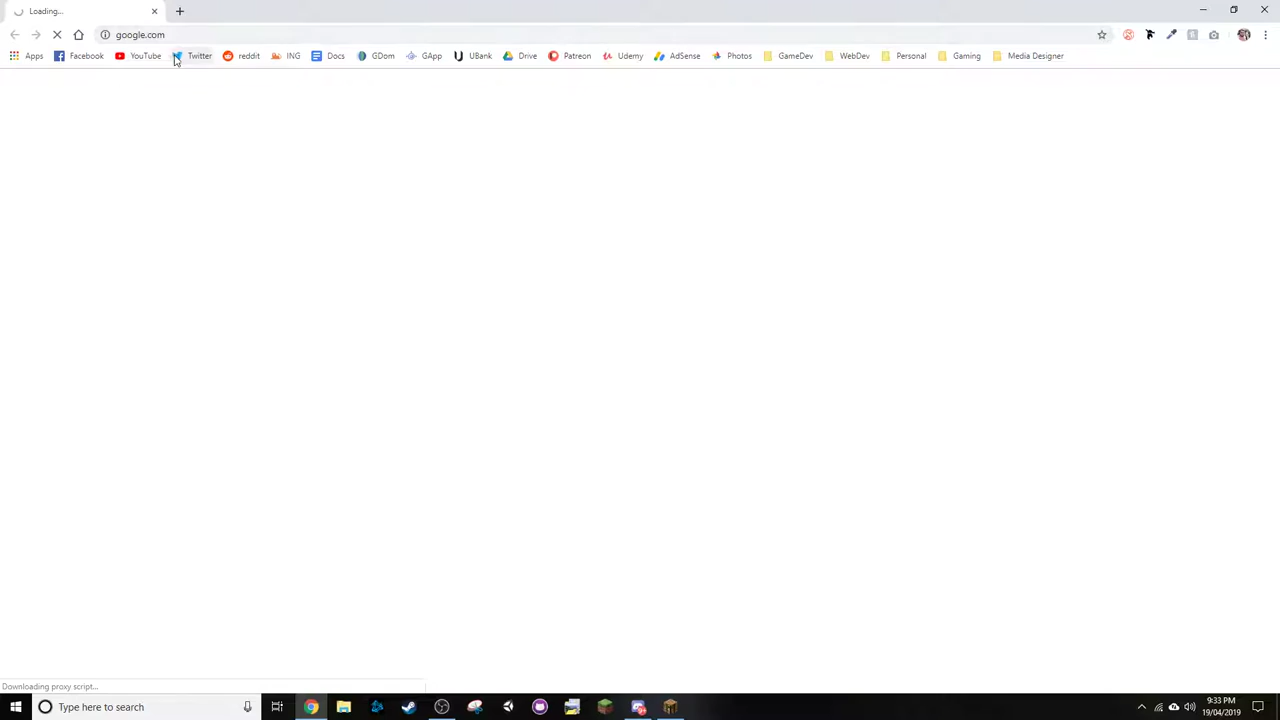 Loading...
google.com
Apps Facebook YouTube Twitter reddit ING Docs GDom GApp UBank Drive Patreon Udemy AdSense Photos GameDev WebDev Personal Gaming Media Designer
Downloading proxy script...
Type here to search
9:33 PM
19/04/2019